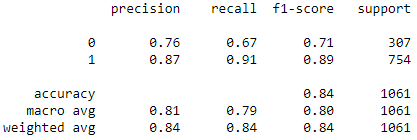 precision recall f1-score support
0 0.76 0.67 0.71 307
1 0.87 0.91 0.89 754
accuracy 0.84 1061
macro avg 0.81 0.79 0.80 1061
weighted avg 0.84 0.84 0.84 1061